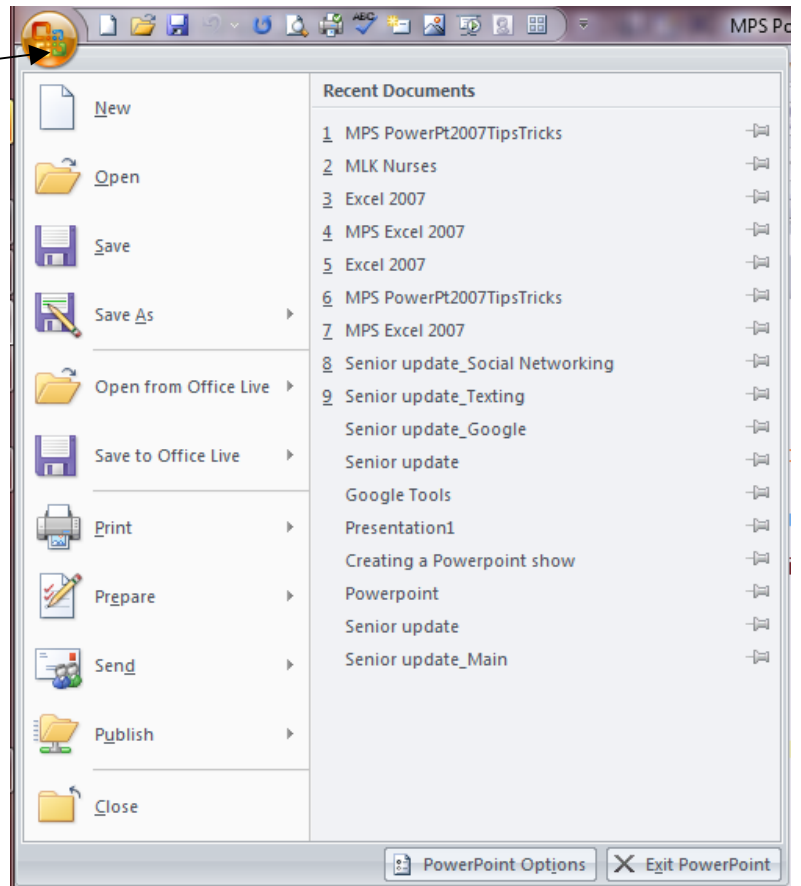 ABC
MPS Po
New
Open
Save
Save As
Open from Office Live
Save to Office Live
Print
Prepare
Send
Publish
Close
Recent Documents
1 MPS PowerPt2007TipsTricks
2 MLK Nurses
3 Excel 2007
4 MPS Excel 2007
5 Excel 2007
6 MPS PowerPt2007TipsTricks
7 MPS Excel 2007
8 Senior update_Social Networking
9 Senior update_Texting
Senior update_Google
Senior update
Google Tools
Presentation1
Creating a Powerpoint show
Powerpoint
Senior update
Senior update_Main
PowerPoint Options
Exit PowerPoint